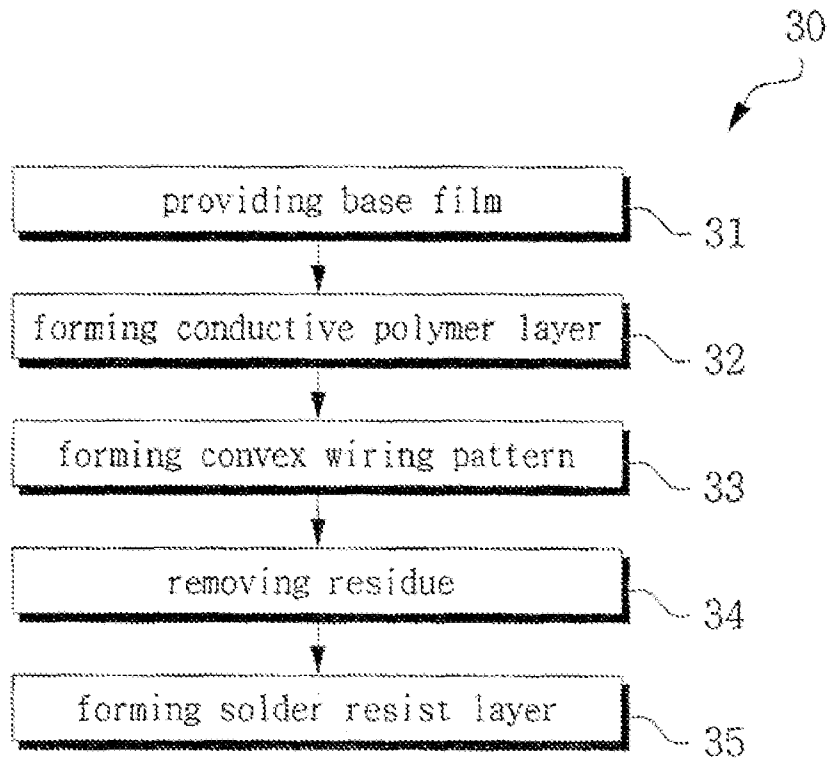 30
providing base film
31
forming conductive polymer layer
32
forming convex wiring pattern
33
removing residue
34
forming solder resist layer
35